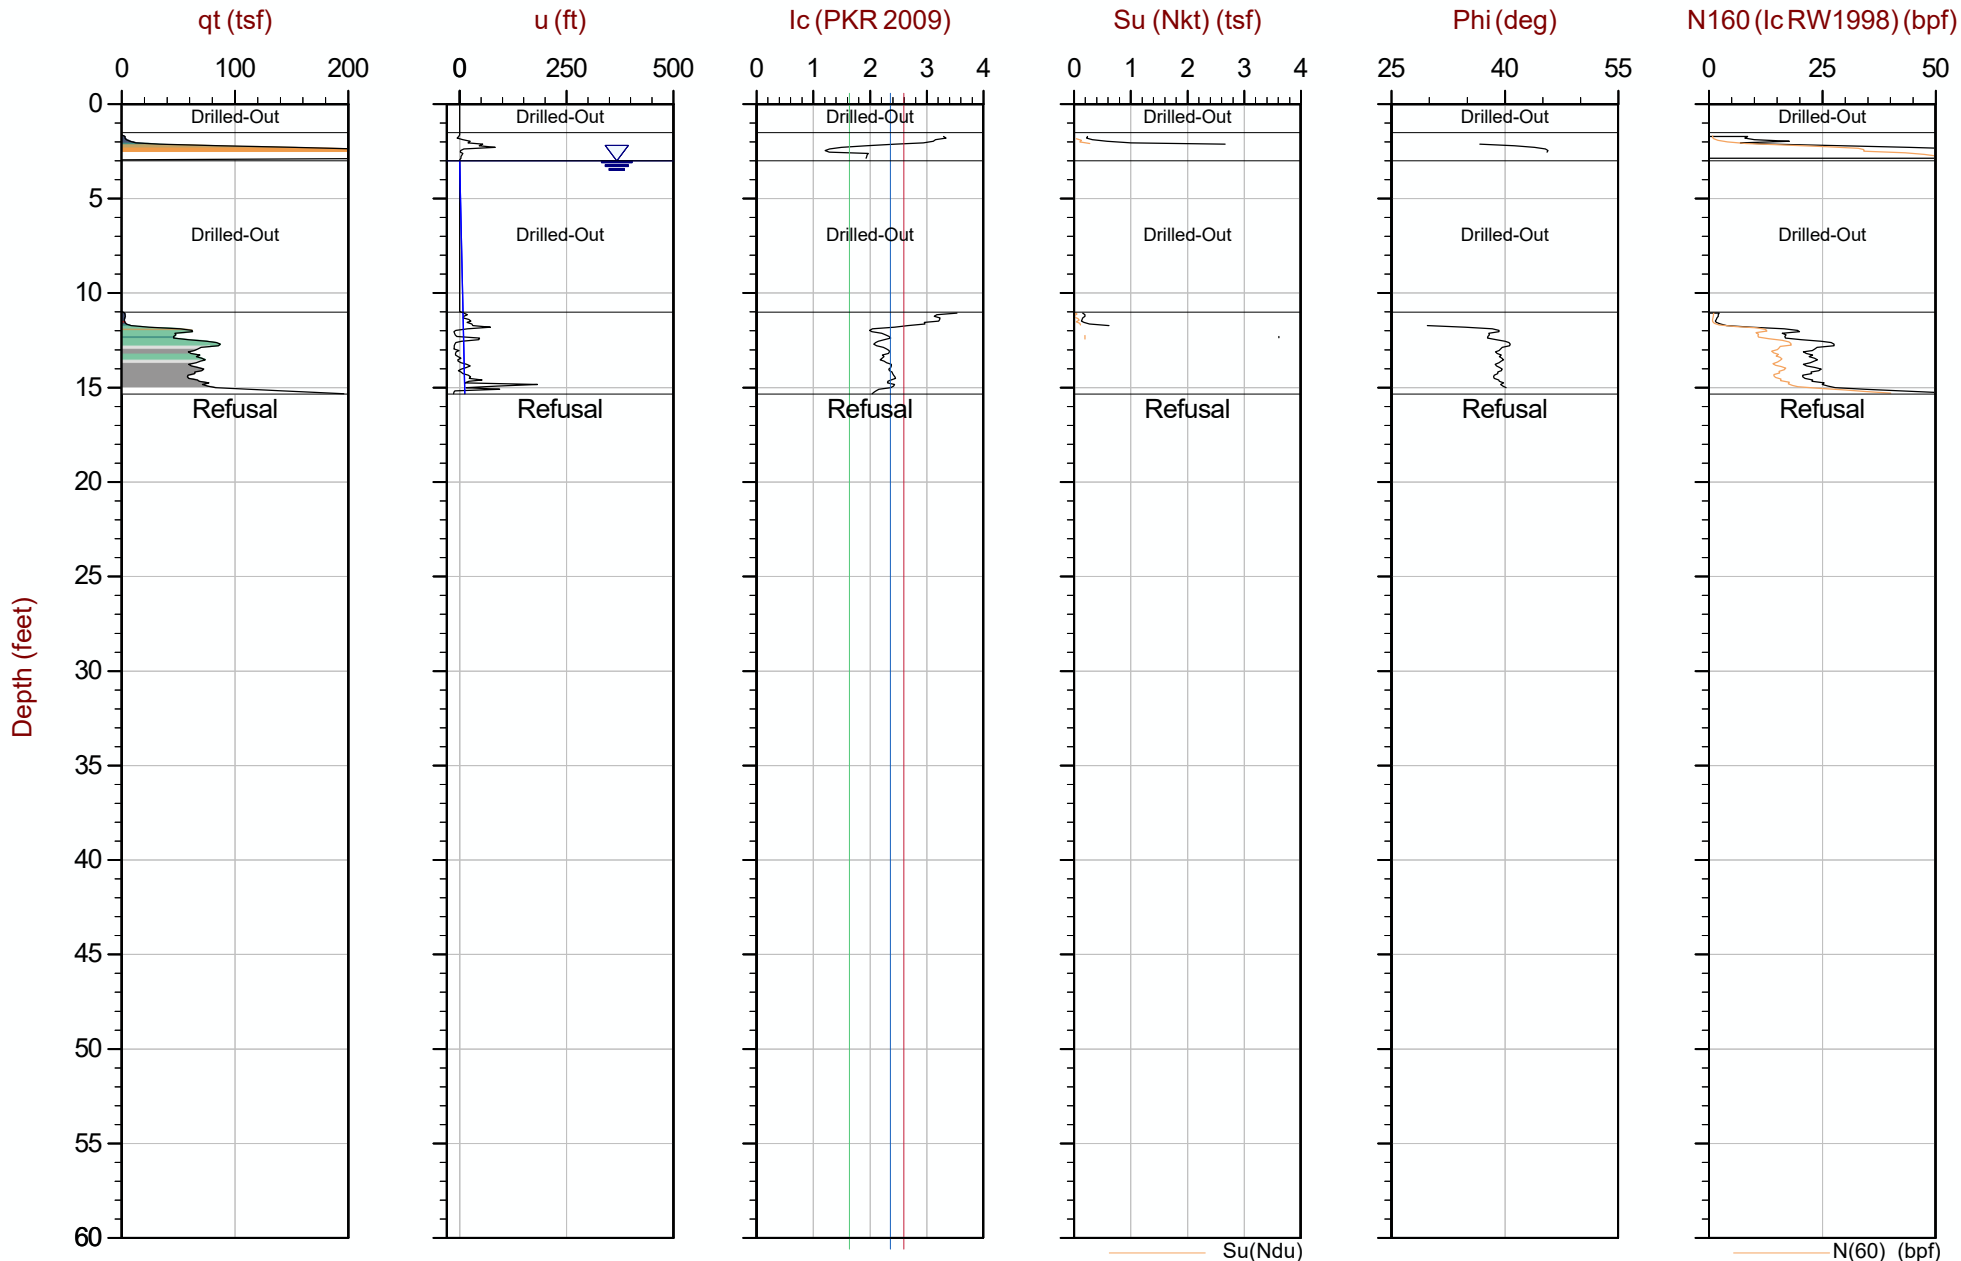 qt (tsf) u (ft) Ic (PKR 2009) Su (Nkt) (tsf) Phi (deg) N160 (Ic RW1998) (bpf)
0 100 200 0 250 500 0 1 2 3 4 0 1 2 3 4 25 40 55 0 25 50
0
Drilled-Out Drilled-Out Drilled-Out Drilled-Out Drilled-Out Drilled-Out
5
Drilled-Out Drilled-Out Drilled-Out Drilled-Out Drilled-Out Drilled-Out
10
15
Refusal Refusal Refusal Refusal Refusal Refusal
20
25
30
Depth (feet)
35
40
45
50
55
60
Su(Ndu) N(60) (bpf)